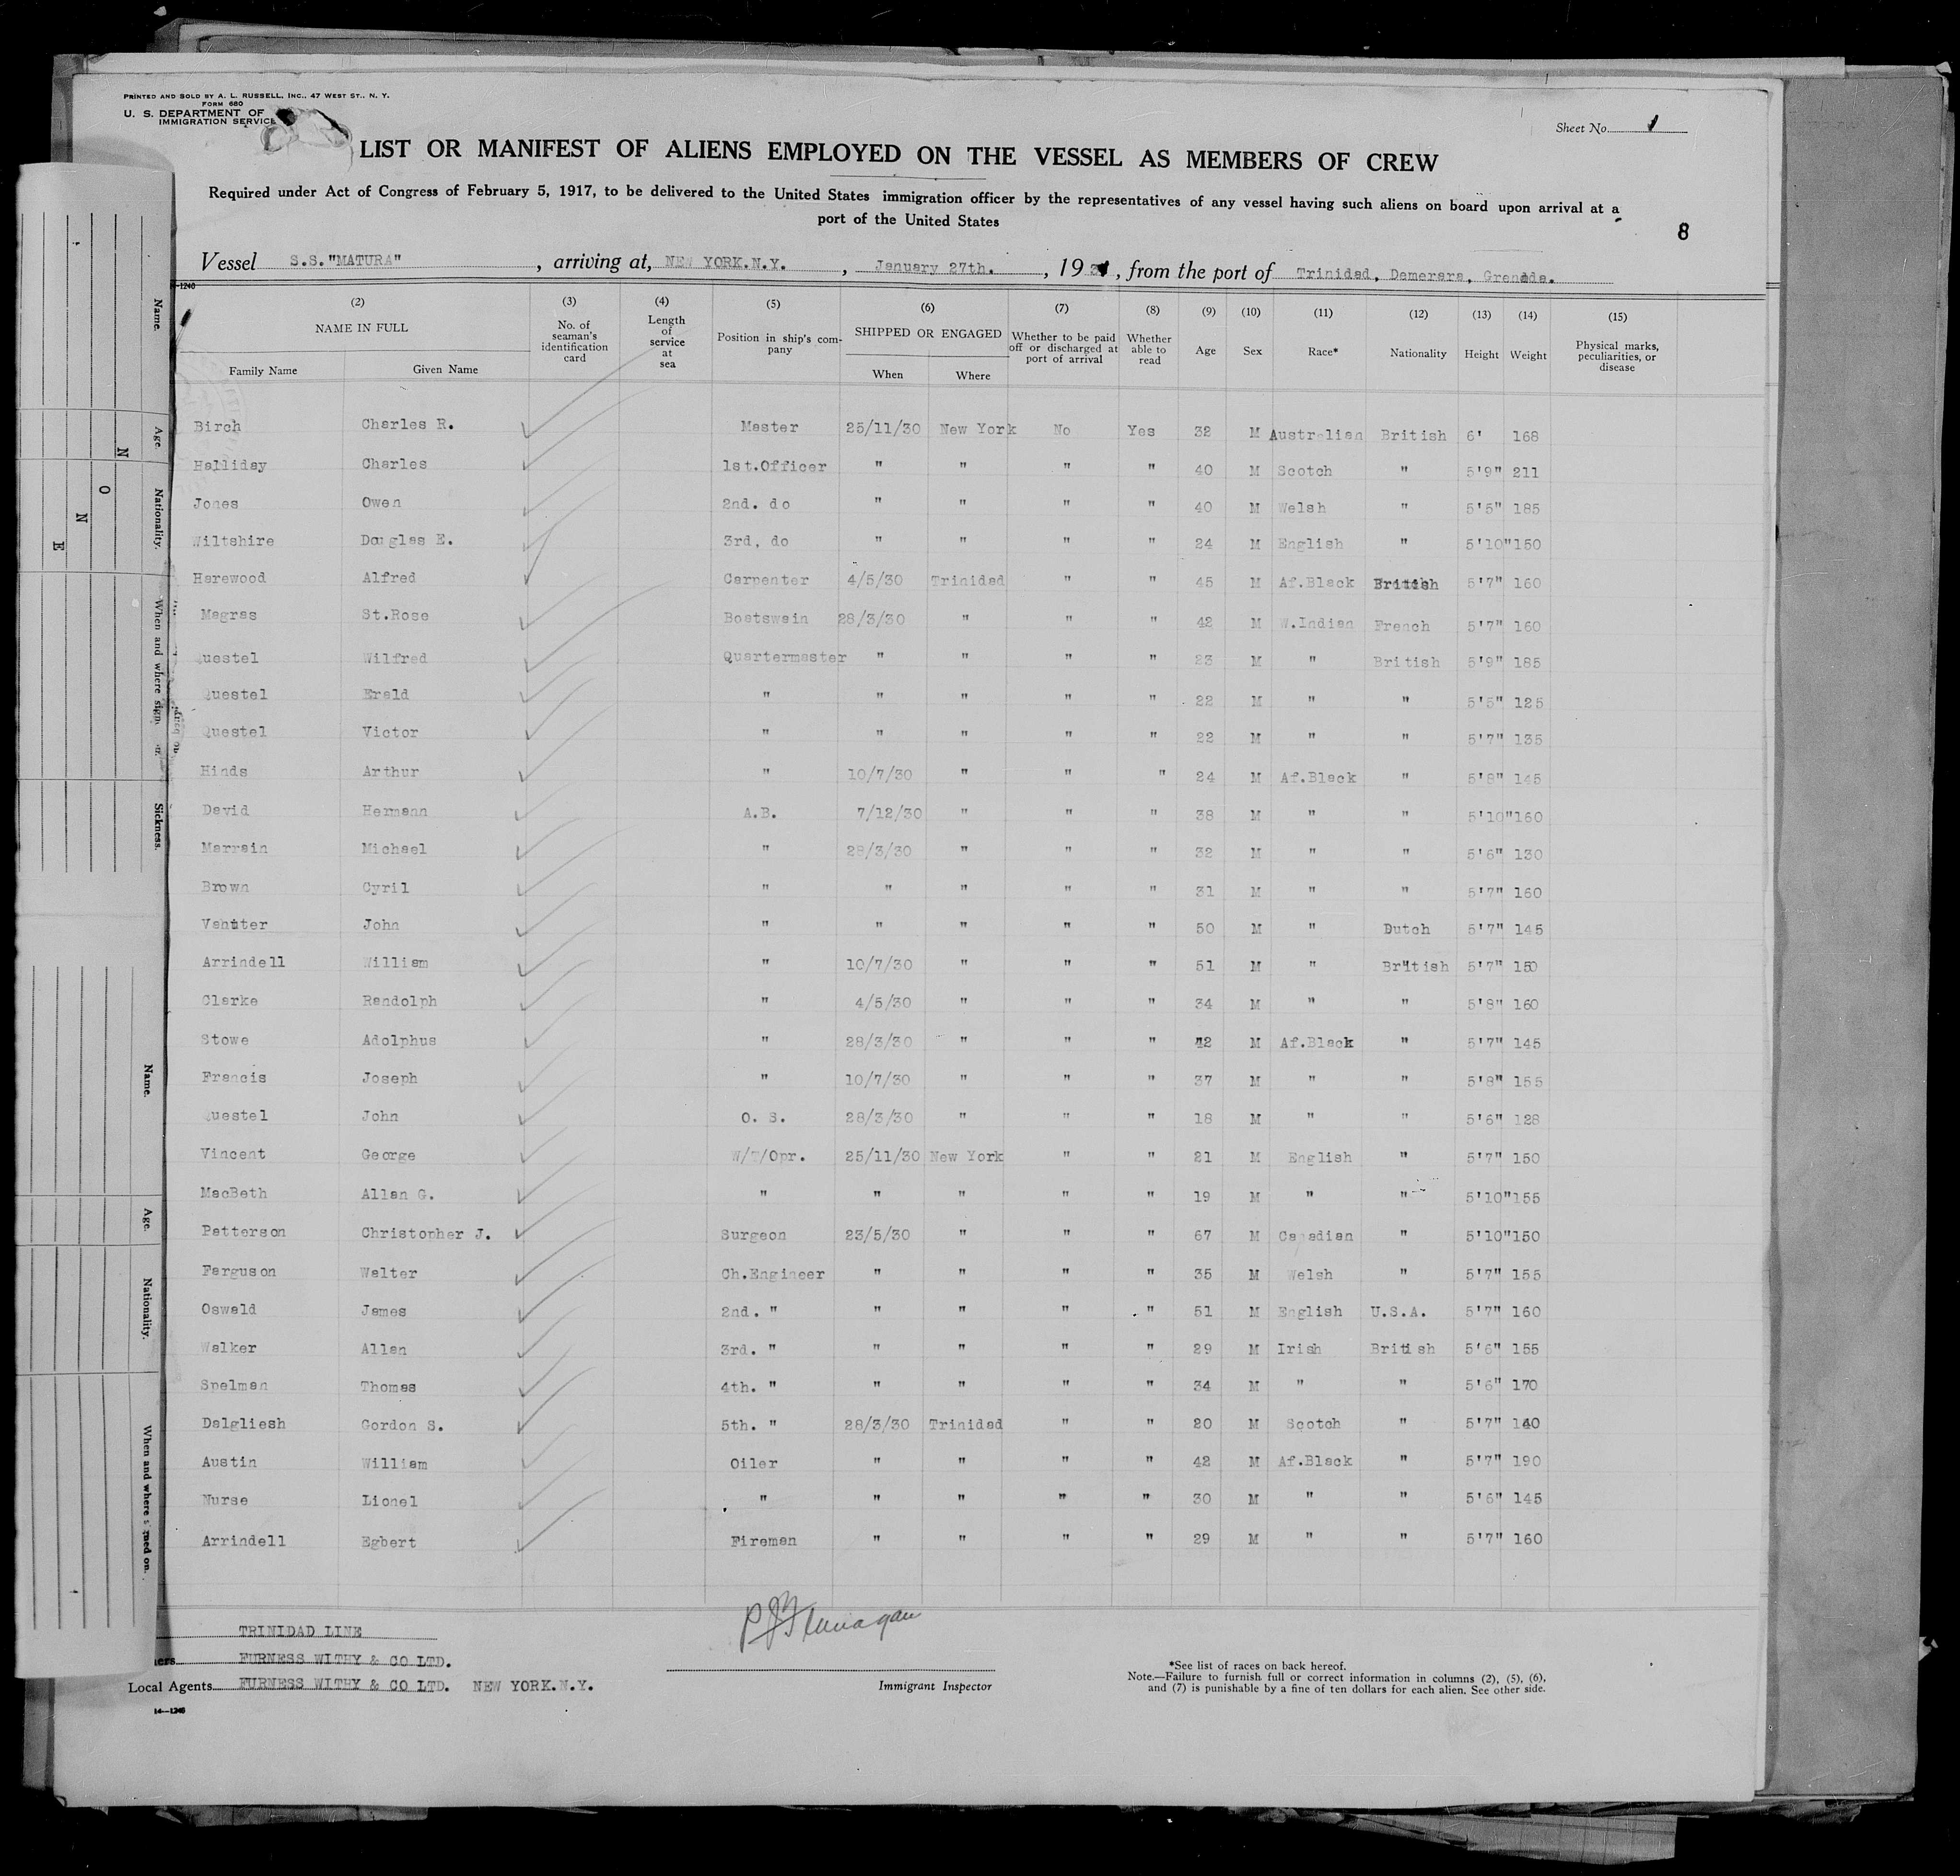 PRINTED AND SOLD BY A. L. RUSSELL, INC., 47 WEST ST., N. Y.
FORM 680
U. S. DEPARTMENT OF
IMMIGRATION SERVICE
Sheet No. 1
LIST OR MANIFEST OF ALIENS EMPLOYED ON THE VESSEL AS MEMBERS OF CREW
Required under Act of Congress of February 5, 1917, to be delivered to the United States immigration officer by the representatives of any vessel having such aliens on board upon arrival at a
port of the United States
8
Vessel S.S."MATURA" , arriving at, NEW YORK.N.Y. , January 27th. , 1931 , from the port of Trinidad, Demerara, Grenada.
(2) (3) (4) (5) (6) (7) (8) (9) (10) (11) (12) (13) (14) (15)
NAME IN FULL No. of seaman's identification card Length of service at sea Position in ship's company SHIPPED OR ENGAGED Whether to be paid off or discharged at port of arrival Whether able to read Age Sex Race* Nationality Height Weight Physical marks, peculiarities, or disease
Family Name Given Name When Where
Birch Charles R. Master 25/11/30 New York No Yes 32 M Australian British 6' 168
Halliday Charles 1st.Officer " " " " 40 M Scotch " 5'9" 211
Jones Owen 2nd. do " " " " 40 M Welsh " 5'5" 185
Wiltshire Douglas E. 3rd, do " " " " 24 M English " 5'10" 150
Harewood Alfred Carpenter 4/5/30 Trinidad " " 45 M Af.Black British 5'7" 160
Magras St.Rose Boatswain 28/3/30 " " " 42 M W.Indian French 5'7" 160
Questel Wilfred Quartermaster " " " " 23 M " British 5'9" 185
Questel Erald " " " " " 22 M " " 5'5" 125
Questel Victor " " " " " 22 M " " 5'7" 135
Hinds Arthur " 10/7/30 " " " 24 M Af.Black " 5'8" 145
David Hermann A.B. 7/12/30 " " " 38 M " " 5'10" 160
Marrain Michael " 28/3/30 " " " 32 M " " 5'6" 130
Brown Cyril " " " " " 31 M " " 5'7" 160
John " " " " " 50 M " Dutch 5'7" 145
Arrindell William " 10/7/30 " " " 51 M " British 5'7" 150
Clarke Randolph " 4/5/30 " " " 34 M " " 5'8" 160
Stowe Adolphus " 28/3/30 " " " 42 M Af.Black " 5'7" 145
Francis Joseph " 10/7/30 " " " 37 M " " 5'8" 155
Questel John O. S. 28/3/30 " " " 18 M " " 5'6" 128
Vincent George W/T/Opr. 25/11/30 New York " " 21 M English " 5'7" 150
MacBeth Allan G. " " " " " 19 M " " 5'10" 155
Patterson Christopher J. Surgeon 23/5/30 " " " 67 M Canadian " 5'10" 150
Ferguson Walter Ch.Engineer " " " " 35 M Welsh " 5'7" 155
Oswald James 2nd. " " " " " 51 M English U.S.A. 5'7" 160
Walker Allan 3rd. " " " " " 29 M Irish British 5'6" 155
Spelman Thomas 4th. " " " " " 34 M " " 5'6" 170
Dalgliesh Gordon S. 5th. " 28/3/30 Trinidad " " 20 M Scotch " 5'7" 140
Austin William Oiler " " " " 42 M Af.Black " 5'7" 190
Nurse Lionel " " " " " 30 M " " 5'6" 145
Arrindell Egbert Fireman " " " " 29 M " " 5'7" 160
TRINIDAD LINE
FURNESS WITHY & CO LTD.
Local Agents FURNESS WITHY & CO LTD. NEW YORK.N.Y.
P J Flanagan
Immigrant Inspector
*See list of races on back hereof.
Note.—Failure to furnish full or correct information in columns (2), (5), (6),
and (7) is punishable by a fine of ten dollars for each alien. See other side.
14—1240
Name.
Age.
Nationality.
When and where
Sickness.
Name.
Age.
Nationality.
When and where
N
O
N
E